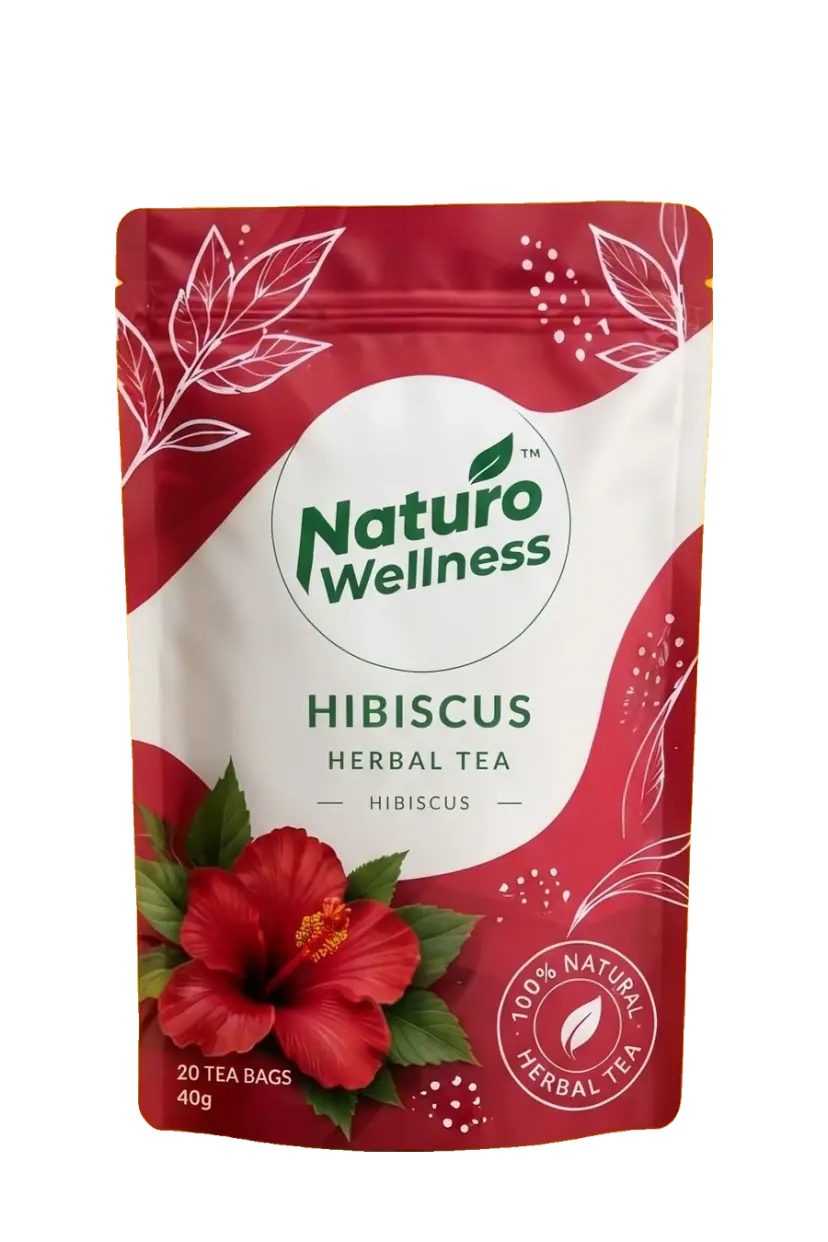 Naturo
™
Wellness
HIBISCUS
HERBAL TEA
HIBISCUS
20 TEA BAGS
40g
100% NATURAL
HERBAL TEA